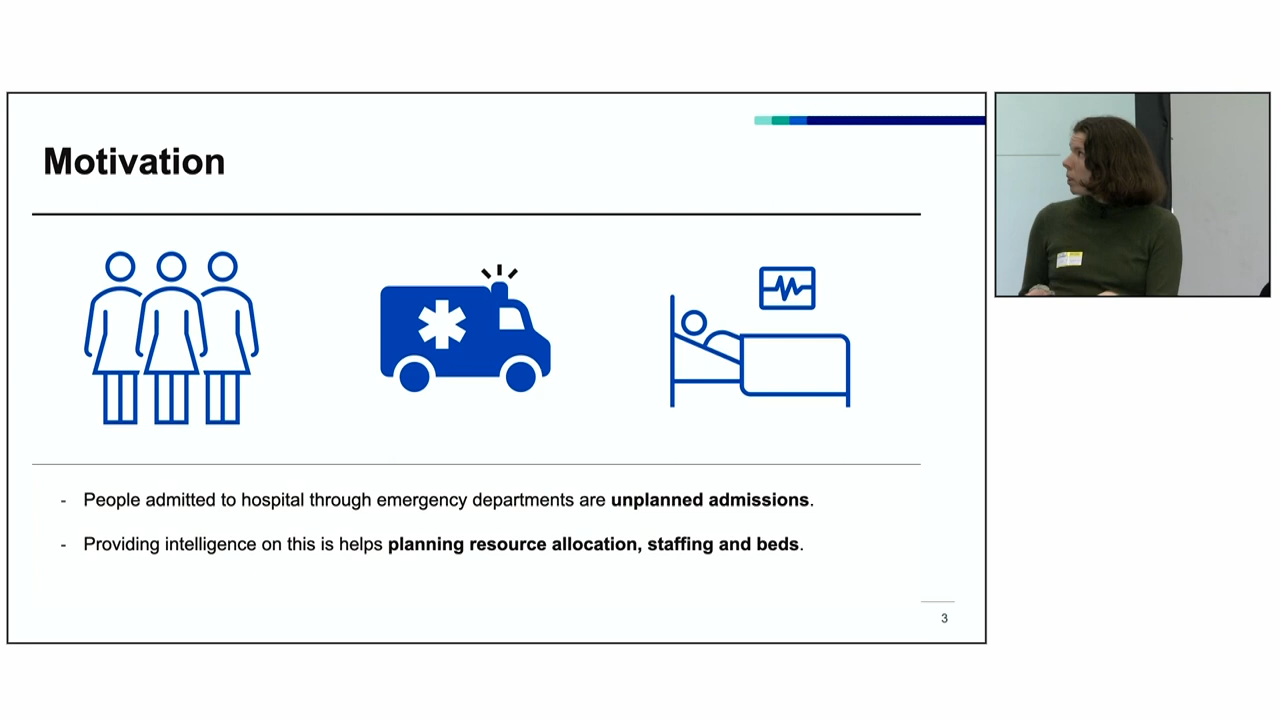 Motivation
- People admitted to hospital through emergency departments are unplanned admissions.
- Providing intelligence on this is helps planning resource allocation, staffing and beds.
3